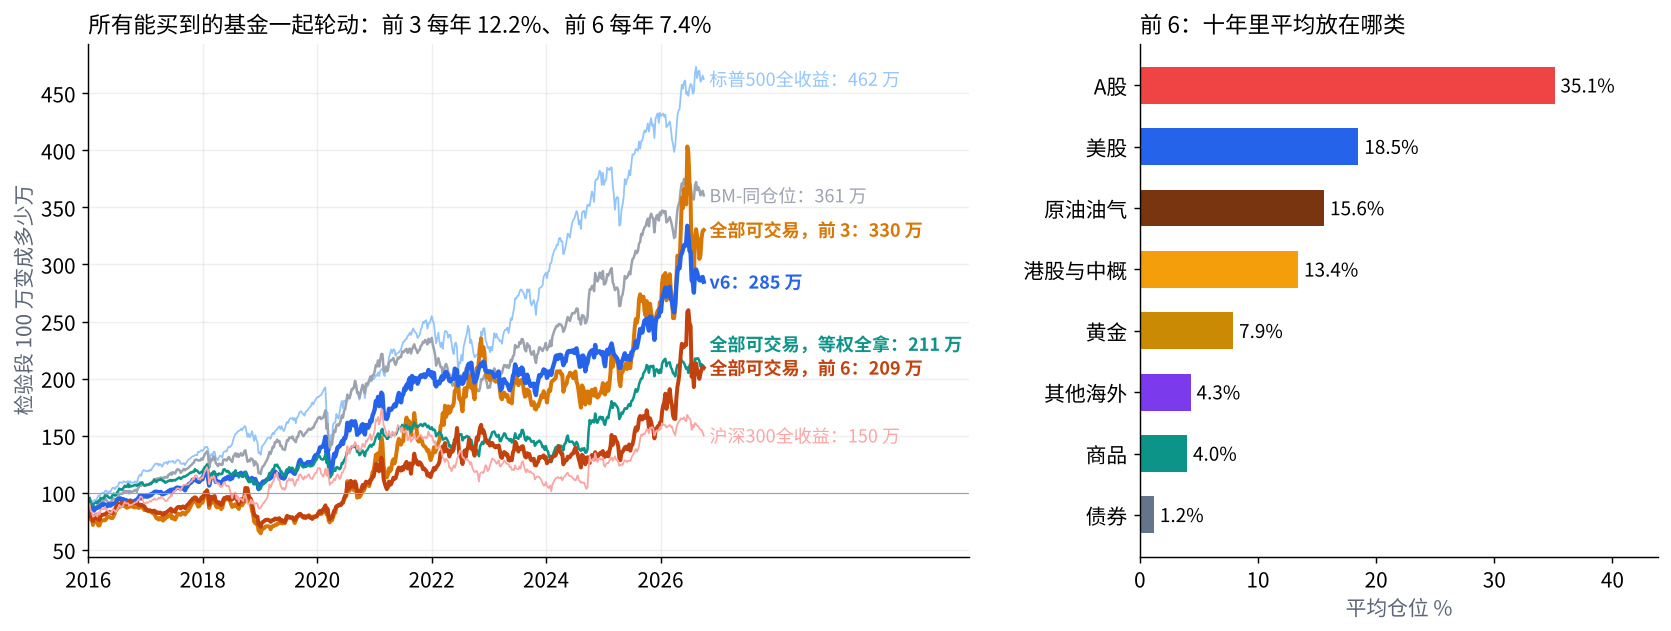 所有能买到的基金一起轮动：前 3 每年 12.2%、前 6 每年 7.4%
检验段 100 万变成多少万
450
400
350
300
250
200
150
100
50
2016
2018
2020
2022
2024
2026
标普500全收益：462 万
BM-同仓位：361 万
全部可交易，前 3：330 万
v6：285 万
全部可交易，等权全拿：211 万
全部可交易，前 6：209 万
沪深300全收益：150 万
前 6：十年里平均放在哪类
A股 35.1%
美股 18.5%
原油油气 15.6%
港股与中概 13.4%
黄金 7.9%
其他海外 4.3%
商品 4.0%
债券 1.2%
0
10
20
30
40
平均仓位 %